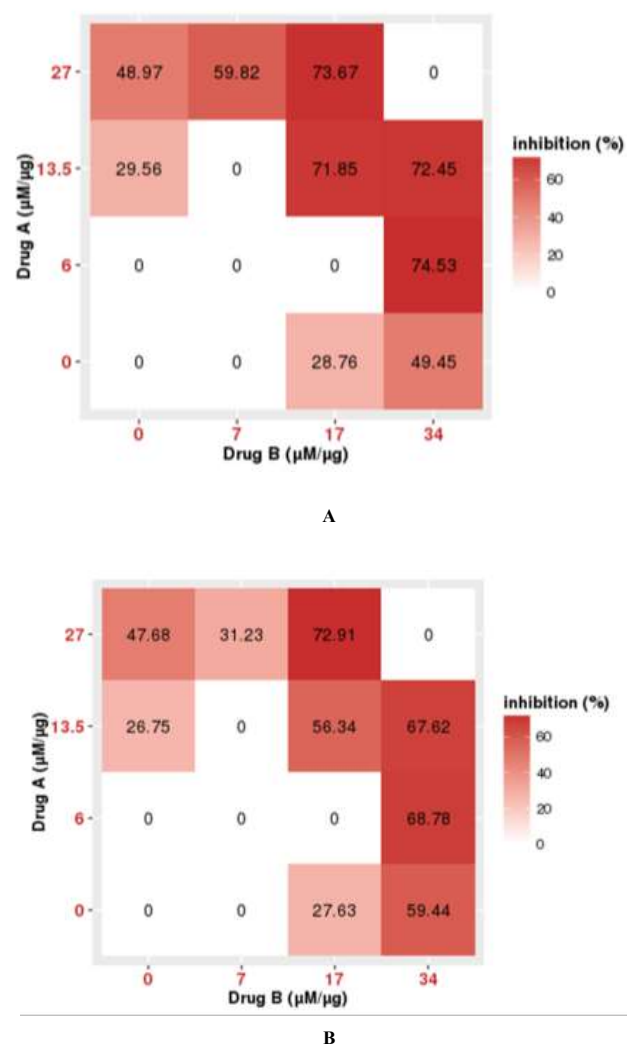 48.97 59.82 73.67 0
29.56 0 71.85 72.45
0 0 0 74.53
0 0 28.76 49.45
27
13.5
6
0
Drug A (µM/µg)
0 7 17 34
Drug B (µM/µg)
inhibition (%)
60
40
20
0
A
47.68 31.23 72.91 0
26.75 0 56.34 67.62
0 0 0 68.78
0 0 27.63 59.44
27
13.5
6
0
Drug A (µM/µg)
0 7 17 34
Drug B (µM/µg)
inhibition (%)
60
40
20
0
B